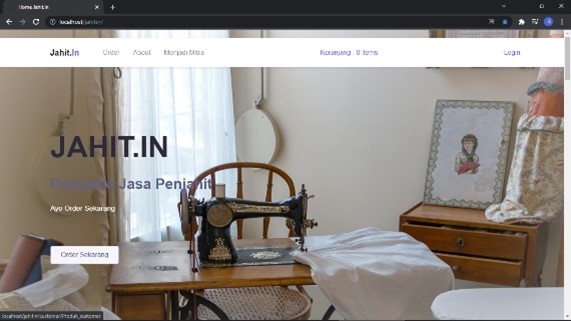 Home Jahit.In
localhost/jahitin/
Jahit.In
Order
About
Menjadi Mitra
Keranjang : 0 Items
Login
JAHIT.IN
Jasa Penjahit
Ayo Order Sekarang
Order Sekarang
localhost/jahitin/customer/Produk_customer